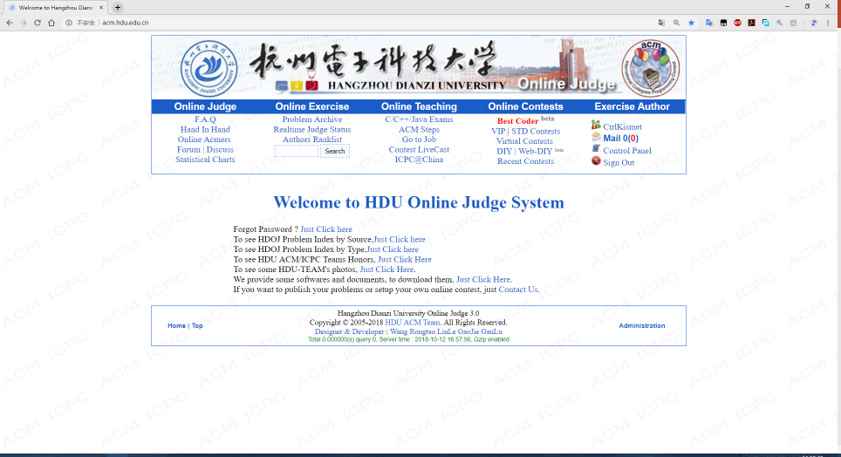 Welcome to Hangzhou Dianz
不安全 | acm.hdu.edu.cn
杭州電子科技大学
HANGZHOU DIANZI UNIVERSITY Online Judge
acm
Online Judge Online Exercise Online Teaching Online Contests Exercise Author
F.A.Q Problem Archive C/C++/Java Exams Best Coder beta CtrlKismet
Hand In Hand Realtime Judge Status ACM Steps VIP | STD Contests Mail 0(0)
Online Acmers Authors Ranklist Go to Job Virtual Contests Control Panel
Forum | Discuss Search Contest LiveCast DIY | Web-DIY beta Sign Out
Statistical Charts ICPC@China Recent Contests
Welcome to HDU Online Judge System
Forgot Password ? Just Click here
To see HDOJ Problem Index by Source,Just Click here
To see HDOJ Problem Index by Type,Just Click here
To see HDU ACM/ICPC Teams Honors, Just Click Here
To see some HDU-TEAM's photos, Just Click Here.
We provide some softwares and documents, to download them, Just Click Here.
If you want to publish your problems or setup your own online contest, just Contact Us.
Hangzhou Dianzi University Online Judge 3.0
Copyright © 2005-2018 HDU ACM Team. All Rights Reserved.
Home | Top Designer & Developer : Wang Rongtao LinLe GaoJie GanLu Administration
Total 0.000000(s) query 0, Server time : 2018-10-12 16:57:56, Gzip enabled
ACM ICPC